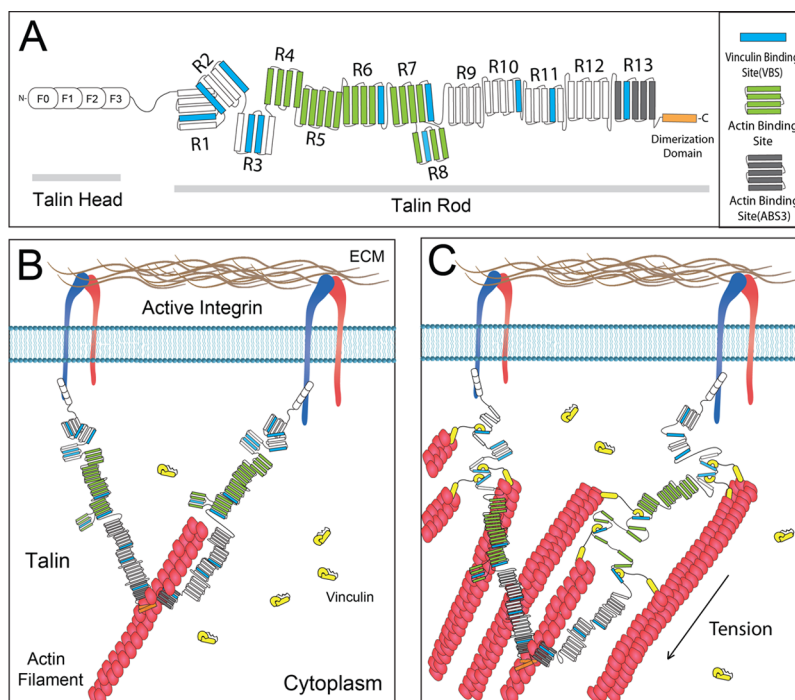 A
N-
F0
F1
F2
F3
R1
R2
R3
R4
R5
R6
R7
R8
R9
R10
R11
R12
R13
-C
Dimerization
Domain
Talin Head
Talin Rod
Vinculin Binding
Site(VBS)
Actin Binding
Site
Actin Binding
Site(ABS3)
B
ECM
Active Integrin
Talin
Vinculin
Actin
Filament
Cytoplasm
C
Tension